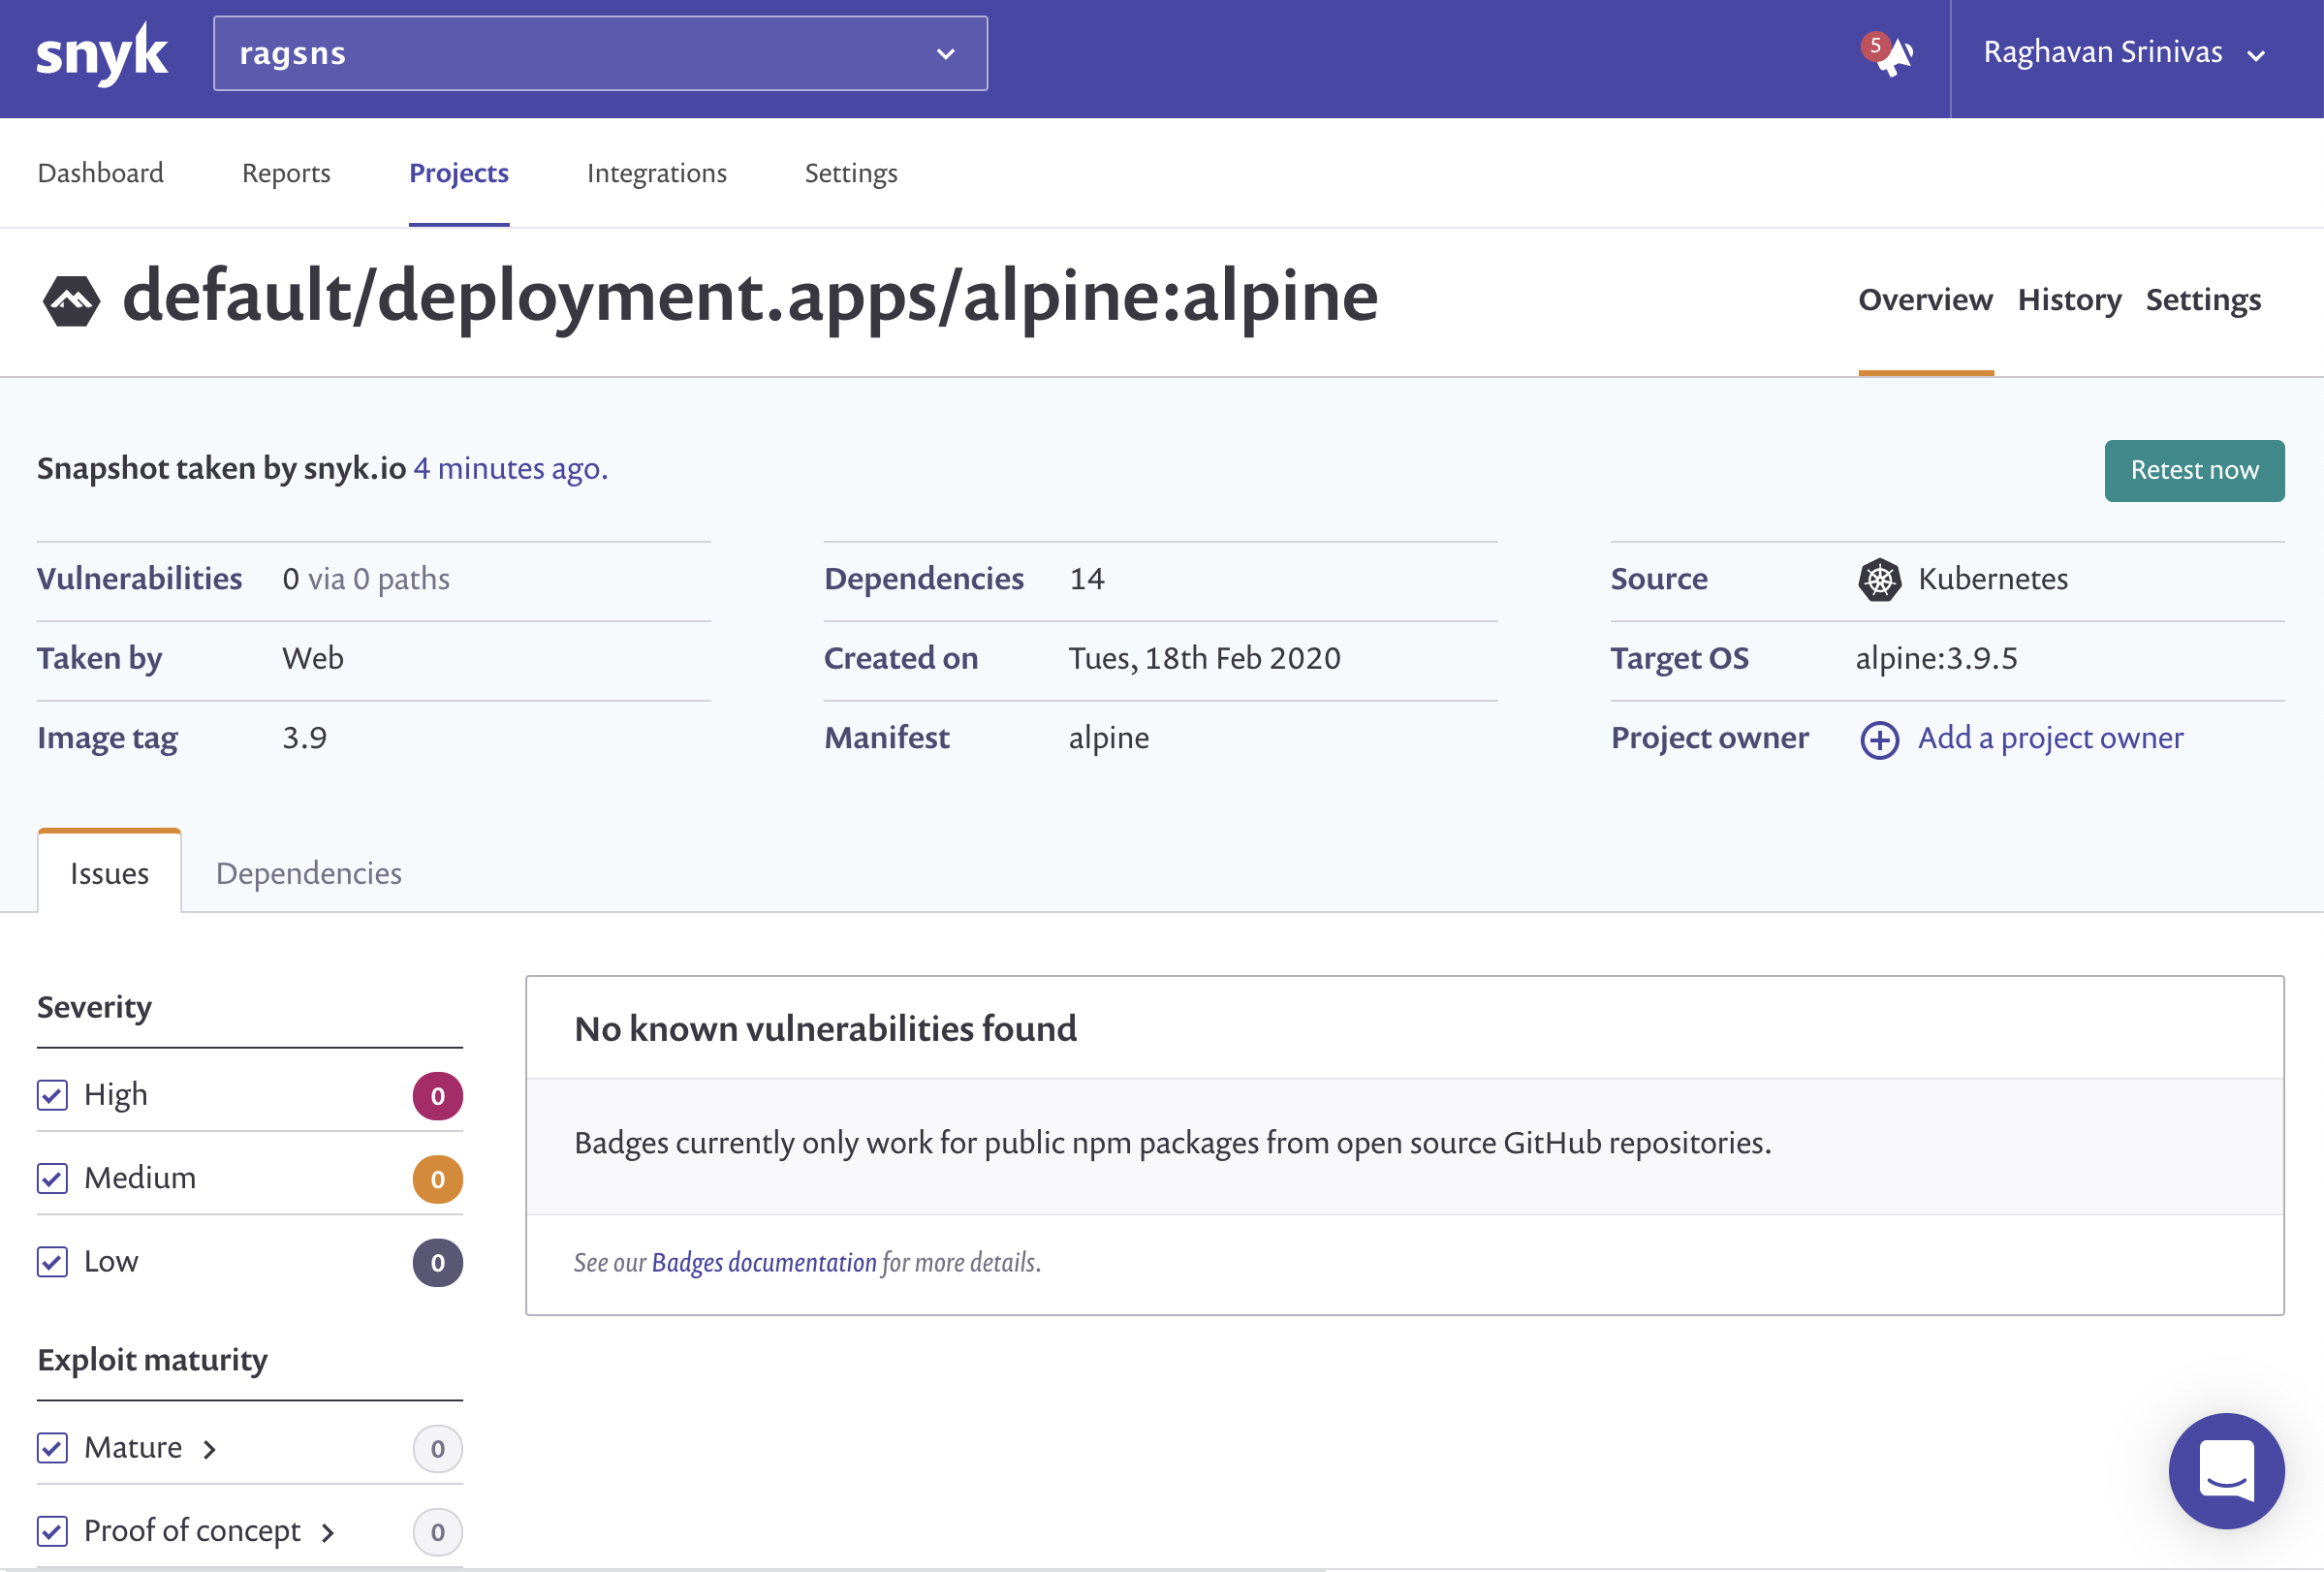 snyk ragsns 5 Raghavan Srinivas
Dashboard Reports Projects Integrations Settings
default/deployment.apps/alpine:alpine Overview History Settings
Snapshot taken by snyk.io 4 minutes ago. Retest now
Vulnerabilities 0 via 0 paths Dependencies 14 Source Kubernetes
Taken by Web Created on Tues, 18th Feb 2020 Target OS alpine:3.9.5
Image tag 3.9 Manifest alpine Project owner Add a project owner
Issues Dependencies
Severity
High 0
Medium 0
Low 0
Exploit maturity
Mature 0
Proof of concept 0
No known vulnerabilities found
Badges currently only work for public npm packages from open source GitHub repositories.
See our Badges documentation for more details.